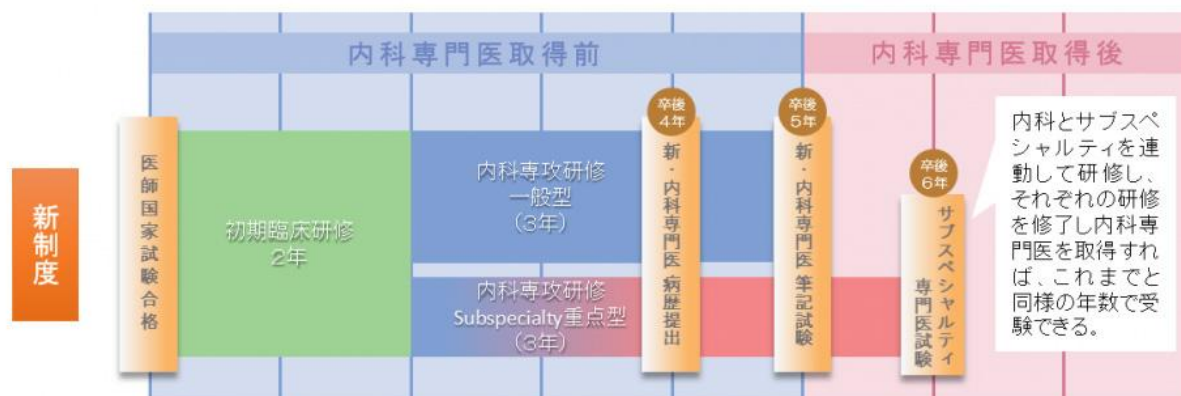 内科専門医取得前
内科専門医取得後
新制度
医師国家試験合格
初期臨床研修
2年
内科専攻研修
一般型
(3年)
内科専攻研修
Subspecialty重点型
(3年)
卒後
4年
新・内科専門医 病歴提出
卒後
5年
新・内科専門医 筆記試験
卒後
6年
サブスペシャルティ
専門医試験
内科とサブスペ
シャルティを連
動して研修し、
それぞれの研修
を修了し内科専
門医を取得すれ
ば、これまでと
同様の年数で受
験できる。